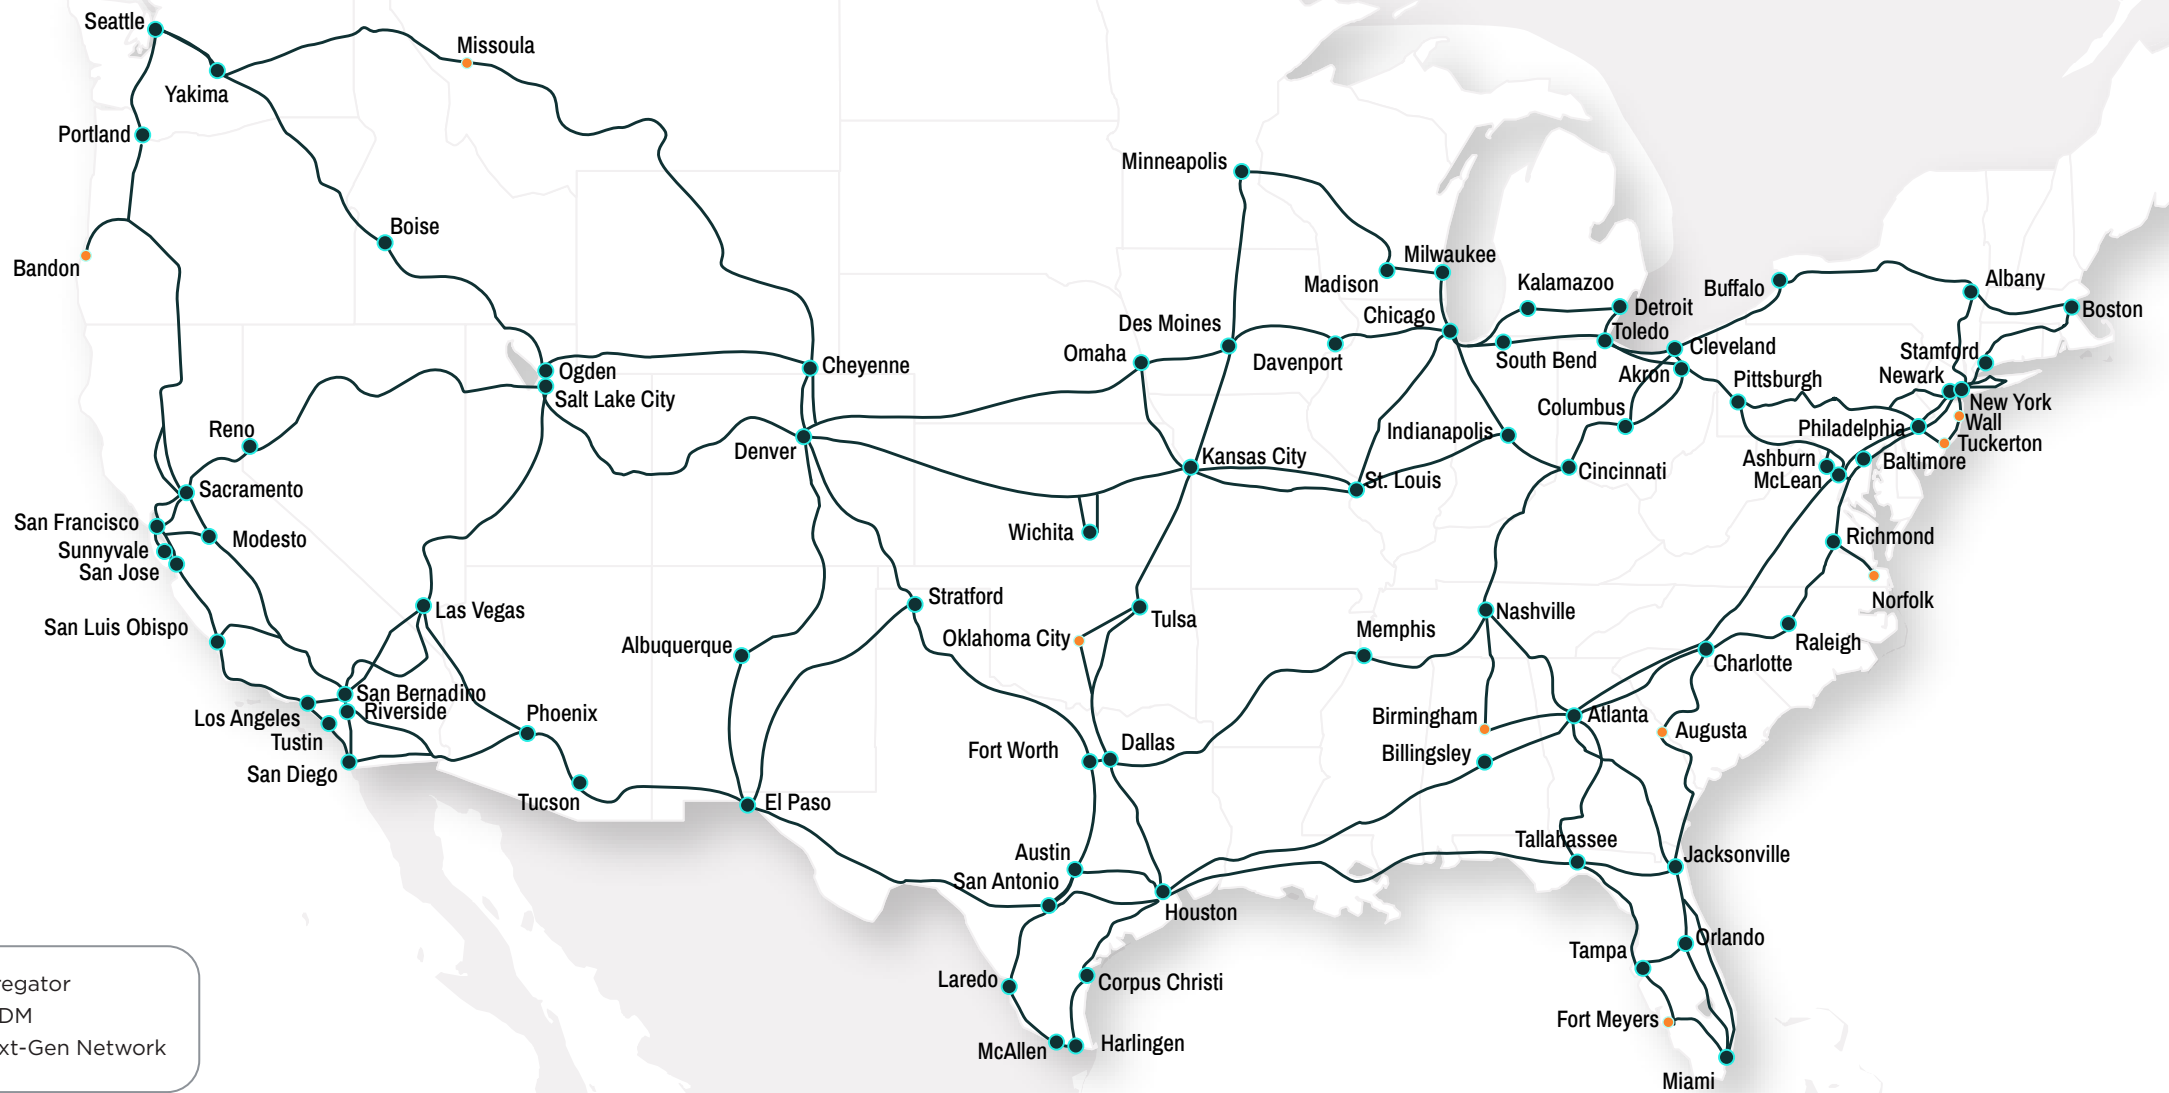 Seattle
Missoula
Yakima
Portland
Minneapolis
Boise
Bandon
Milwaukee
Madison
Kalamazoo
Buffalo
Albany
Detroit
Boston
Chicago
Des Moines
Toledo
Cleveland
Stamford
Omaha
Davenport
South Bend
Akron
Pittsburgh
Newark
Cheyenne
Ogden
Salt Lake City
New York
Columbus
Wall
Reno
Indianapolis
Philadelphia
Tuckerton
Denver
Kansas City
Ashburn
Baltimore
Cincinnati
McLean
St. Louis
Sacramento
San Francisco
Modesto
Wichita
Richmond
Sunnyvale
San Jose
Stratford
Norfolk
Las Vegas
Nashville
Tulsa
San Luis Obispo
Memphis
Oklahoma City
Albuquerque
Raleigh
Charlotte
San Bernadino
Riverside
Phoenix
Los Angeles
Birmingham
Atlanta
Augusta
Tustin
Dallas
Fort Worth
Billingsley
San Diego
Tucson
El Paso
Tallahassee
Austin
Jacksonville
San Antonio
Houston
Orlando
Tampa
Laredo
Corpus Christi
Fort Meyers
McAllen
Harlingen
Miami
regator
DM
xt-Gen Network